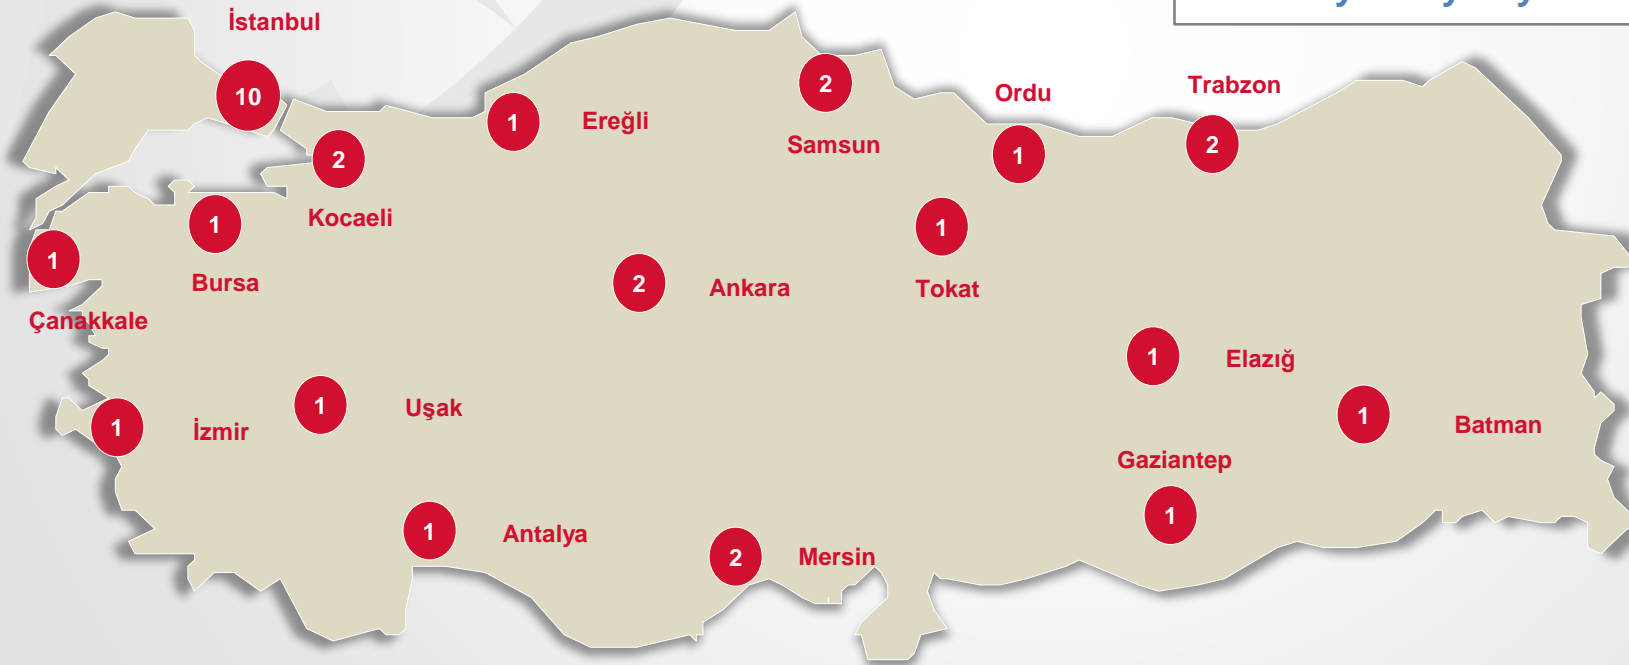 İstanbul
10
2
Kocaeli
1
Ereğli
2
Samsun
Ordu
1
Trabzon
2
1
Bursa
1
Çanakkale
2
Ankara
1
Tokat
1
Elazığ
1
Batman
1
İzmir
1
Uşak
Gaziantep
1
1
Antalya
2
Mersin